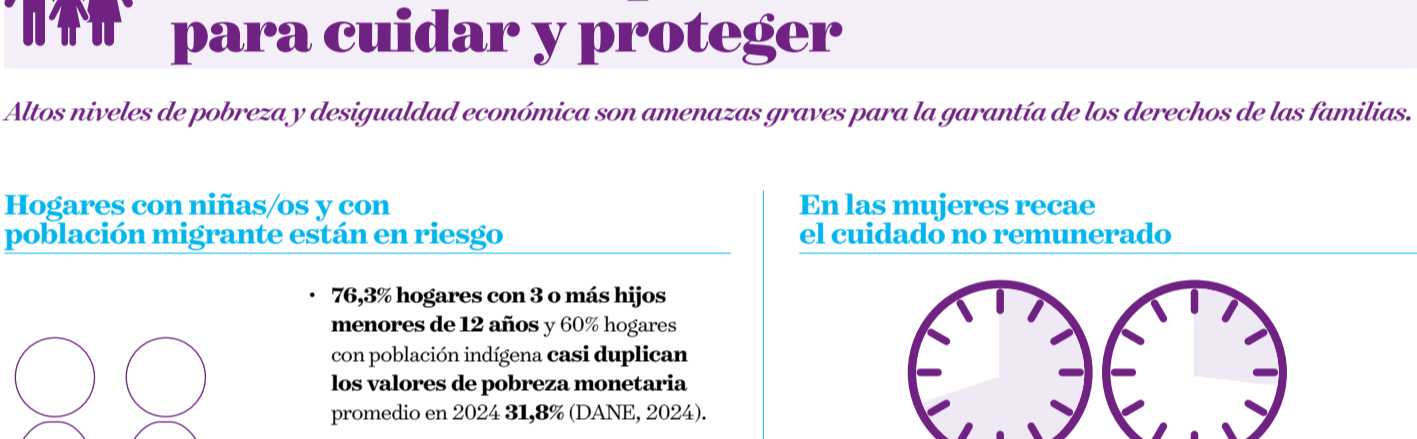 para cuidar y proteger
Altos niveles de pobreza y desigualdad económica son amenazas graves para la garantía de los derechos de las familias.
Hogares con niñas/os y con
población migrante están en riesgo
• 76,3% hogares con 3 o más hijos
menores de 12 años y 60% hogares
con población indígena casi duplican
los valores de pobreza monetaria
promedio en 2024 31,8% (DANE, 2024).
En las mujeres recae
el cuidado no remunerado